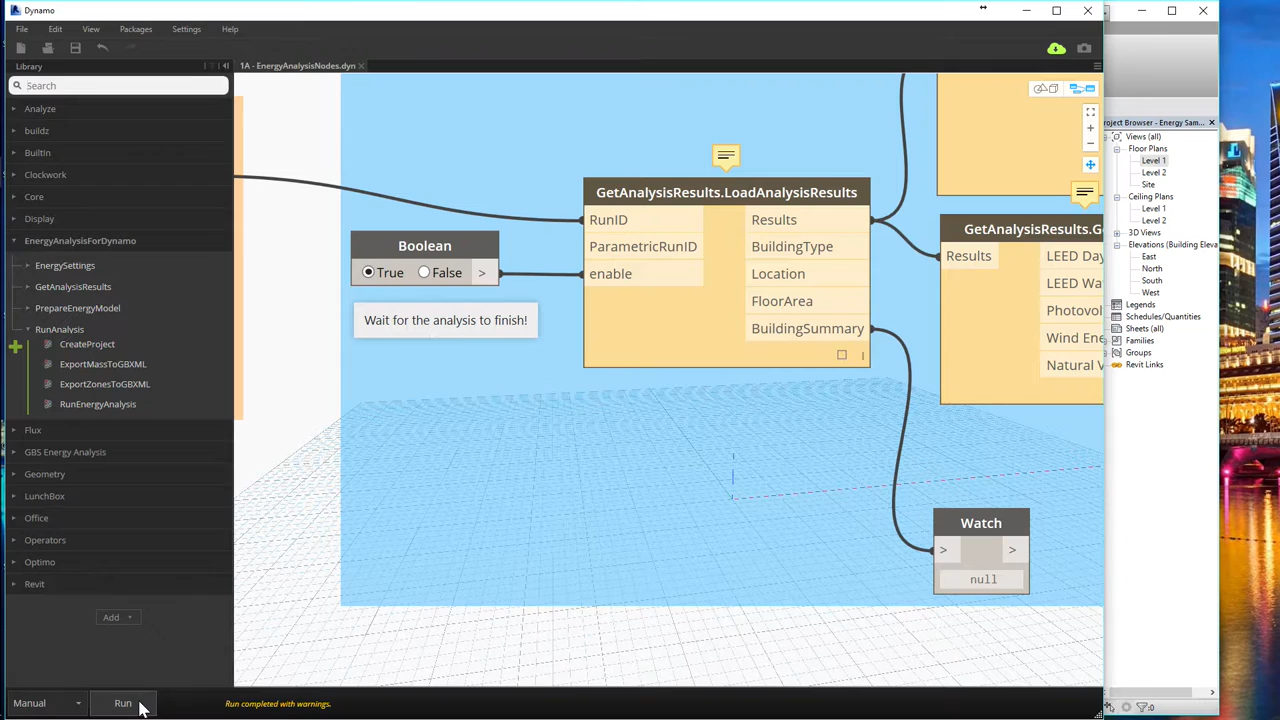 Dynamo
File Edit View Packages Settings Help
Library
1A - EnergyAnalysisNodes.dyn
Search
Analyze
buildz
BuiltIn
Clockwork
Core
Display
EnergyAnalysisForDynamo
EnergySettings
GetAnalysisResults
PrepareEnergyModel
RunAnalysis
CreateProject
ExportMassToGBXML
ExportZonesToGBXML
RunEnergyAnalysis
Flux
GBS Energy Analysis
Geometry
LunchBox
Office
Operators
Optimo
Revit
Add
Manual
Run
Run completed with warnings.
Boolean
True False >
Wait for the analysis to finish!
GetAnalysisResults.LoadAnalysisResults
RunID Results
ParametricRunID BuildingType
enable Location
FloorArea
BuildingSummary
GetAnalysisResults.G
Results LEED Day
LEED Wa
Photovol
Wind Ene
Natural V
Watch
> >
null
roject Browser - Energy Sam...
Views (all)
Floor Plans
Level 1
Level 2
Site
Ceiling Plans
Level 1
Level 2
3D Views
Elevations (Building Eleva
East
North
South
West
Legends
Schedules/Quantities
Sheets (all)
Families
Groups
Revit Links
:0